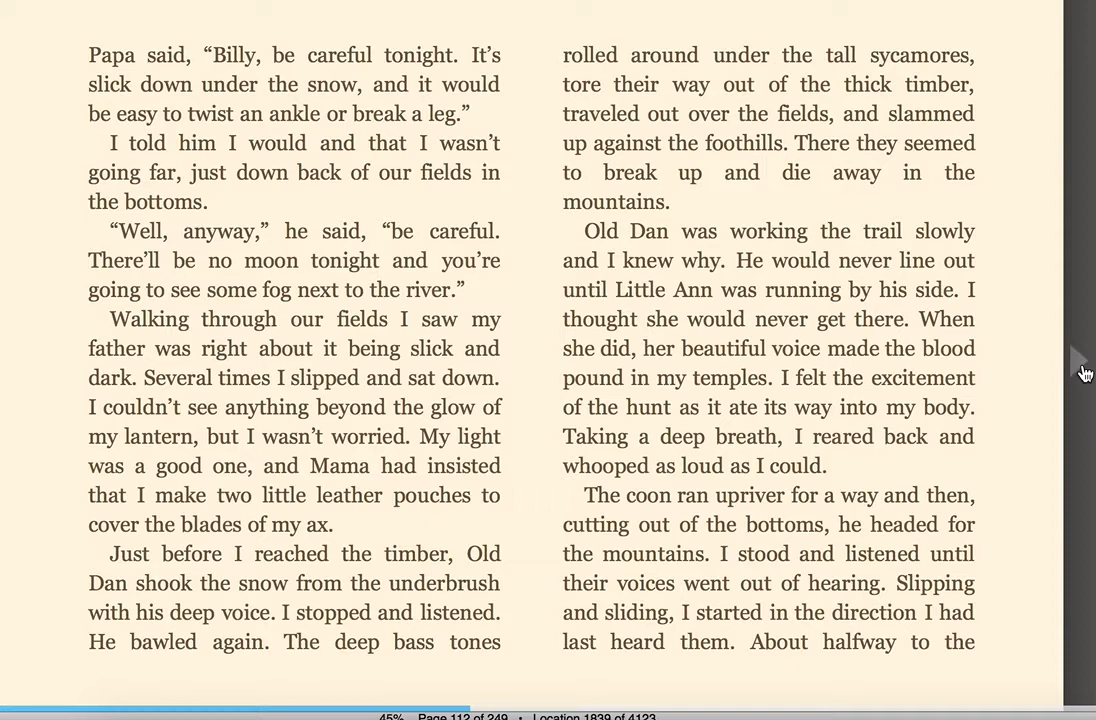 Papa said, “Billy, be careful tonight. It’s
slick down under the snow, and it would
be easy to twist an ankle or break a leg.”
I told him I would and that I wasn’t
going far, just down back of our fields in
the bottoms.
“Well, anyway,” he said, “be careful.
There’ll be no moon tonight and you’re
going to see some fog next to the river.”
Walking through our fields I saw my
father was right about it being slick and
dark. Several times I slipped and sat down.
I couldn’t see anything beyond the glow of
my lantern, but I wasn’t worried. My light
was a good one, and Mama had insisted
that I make two little leather pouches to
cover the blades of my ax.
Just before I reached the timber, Old
Dan shook the snow from the underbrush
with his deep voice. I stopped and listened.
He bawled again. The deep bass tones
rolled around under the tall sycamores,
tore their way out of the thick timber,
traveled out over the fields, and slammed
up against the foothills. There they seemed
to break up and die away in the
mountains.
Old Dan was working the trail slowly
and I knew why. He would never line out
until Little Ann was running by his side. I
thought she would never get there. When
she did, her beautiful voice made the blood
pound in my temples. I felt the excitement
of the hunt as it ate its way into my body.
Taking a deep breath, I reared back and
whooped as loud as I could.
The coon ran upriver for a way and then,
cutting out of the bottoms, he headed for
the mountains. I stood and listened until
their voices went out of hearing. Slipping
and sliding, I started in the direction I had
last heard them. About halfway to the
45% Page 112 of 249 • Location 1839 of 4123